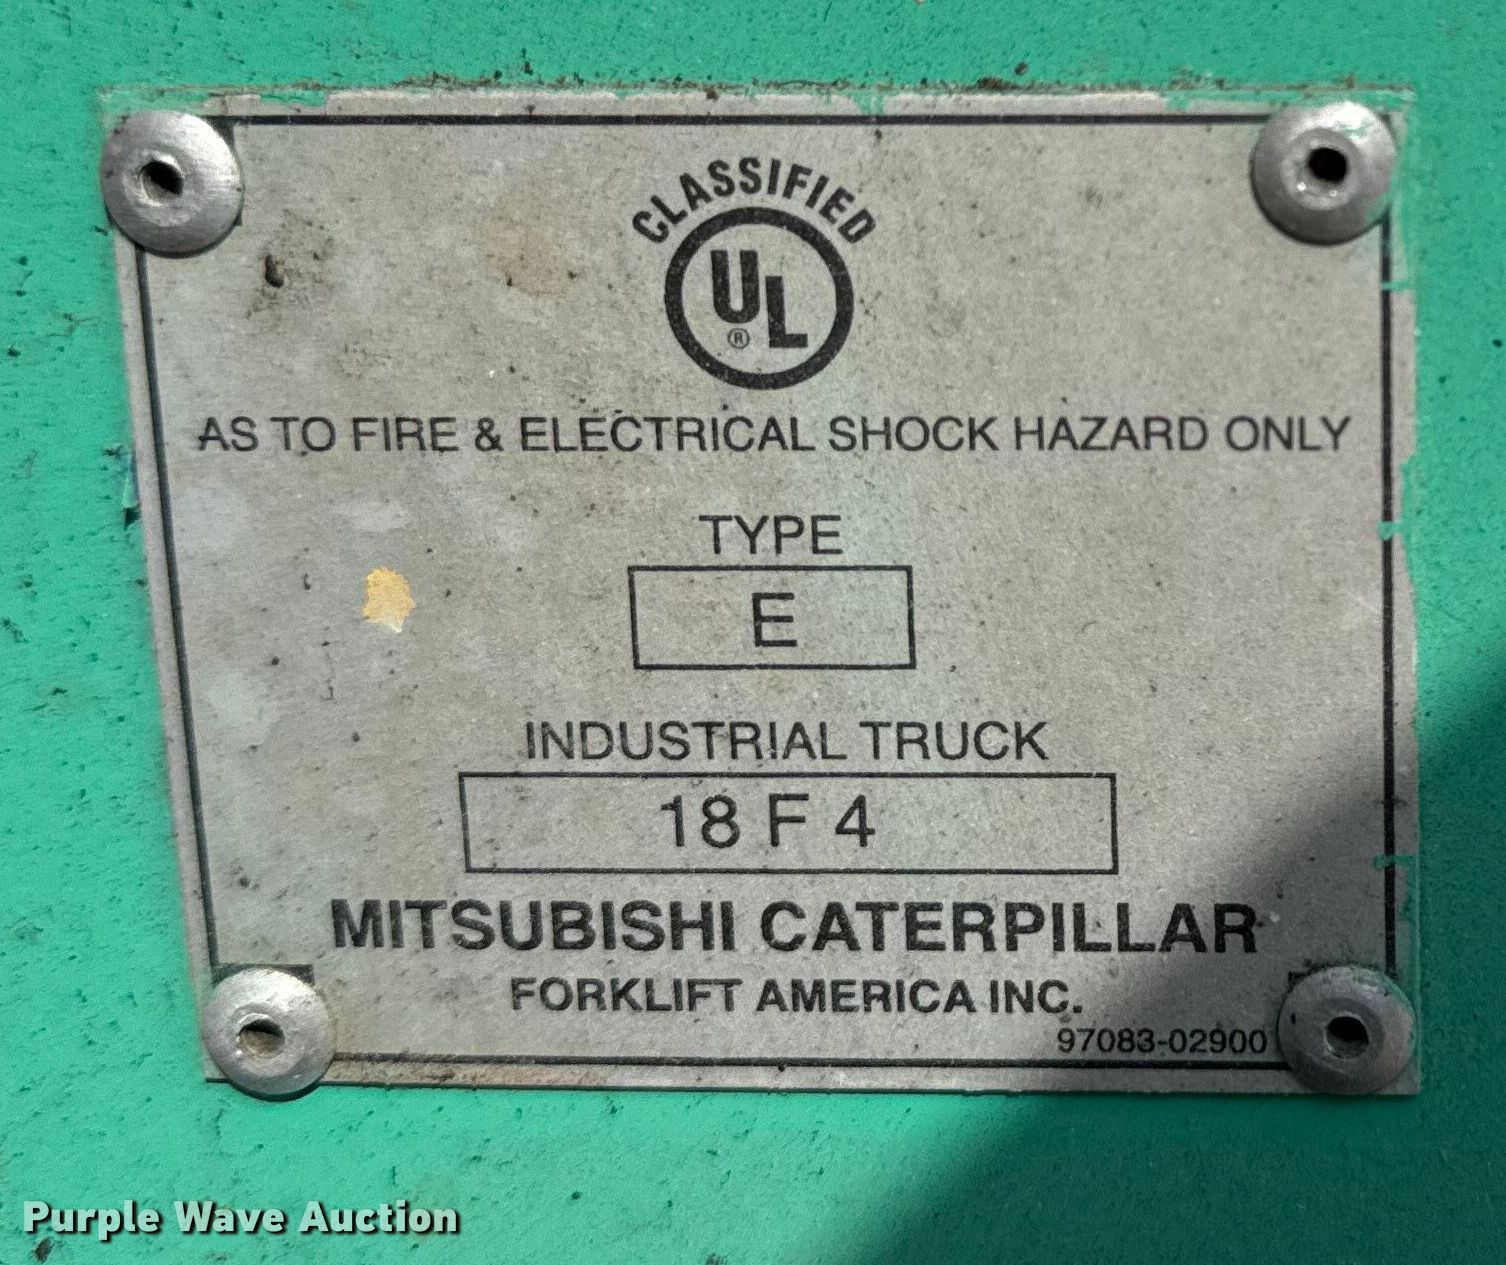 CLASSIFIED
UL
®
AS TO FIRE & ELECTRICAL SHOCK HAZARD ONLY
TYPE
E
INDUSTRIAL TRUCK
18 F 4
MITSUBISHI CATERPILLAR
FORKLIFT AMERICA INC.
97083-02900
Purple Wave Auction